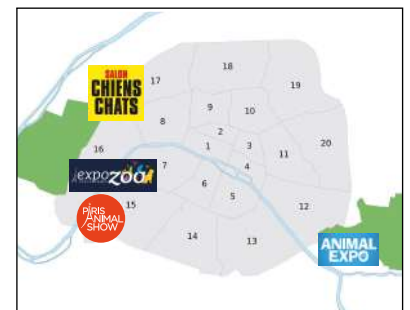 18
17
19
SALON
CHIENS
CHATS
9
10
8
2
1
3
20
11
16
4
7
expozoo
6
5
15
12
PARIS
ANIMAL
SHOW
14
13
ANIMAL
EXPO